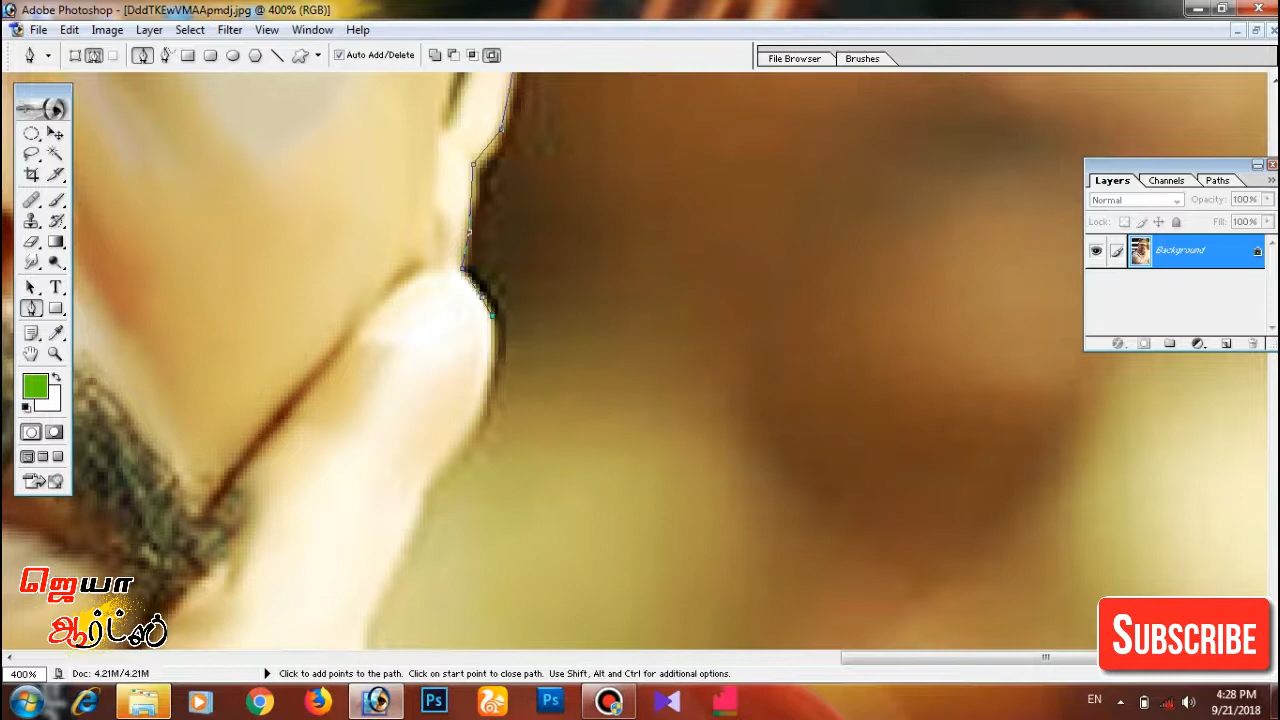 Adobe Photoshop - [DddTKEwVMAApmdj.jpg @ 400% (RGB)]
File Edit Image Layer Select Filter View Window Help
Auto Add/Delete
File Browser Brushes
Layers Channels Paths
Normal Opacity: 100%
Lock: Fill: 100%
Background
T
ஜெயா
ஆர்ட்ஸ்
SUBSCRIBE
400% Doc: 4.21M/4.21M Click to add points to the path. Click on start point to close path. Use Shift, Alt and Ctrl for additional options.
Ps Ps EN 4:28 PM
9/21/2018